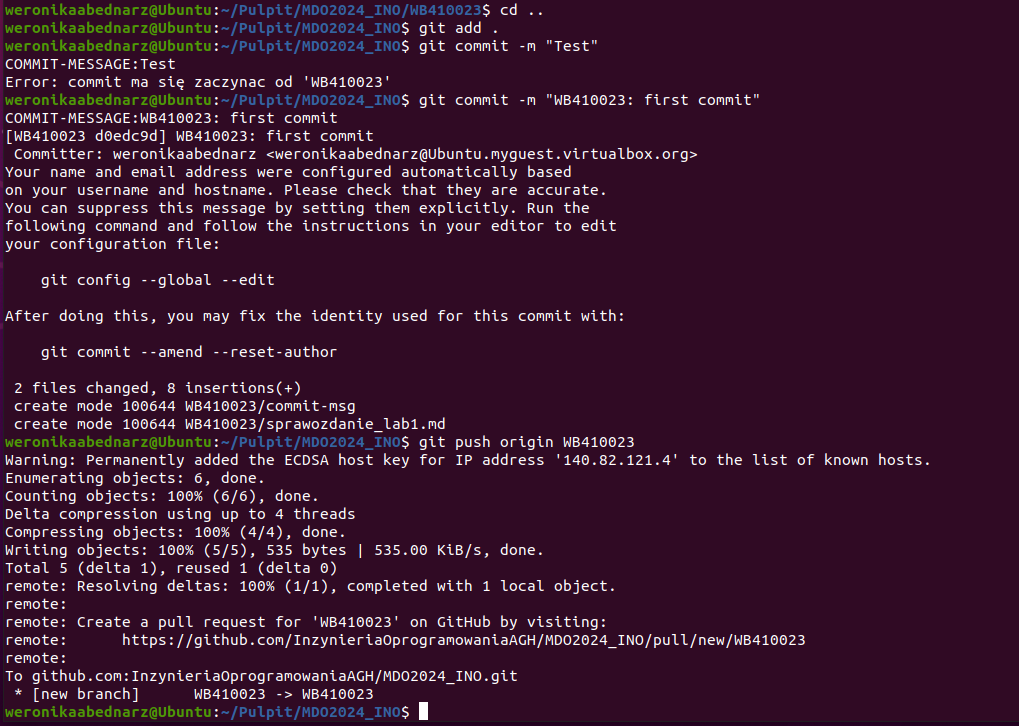 weronikaabednarz@Ubuntu:~/Pulpit/MDO2024_INO/WB410023$ cd ..
weronikaabednarz@Ubuntu:~/Pulpit/MDO2024_INO$ git add .
weronikaabednarz@Ubuntu:~/Pulpit/MDO2024_INO$ git commit -m "Test"
COMMIT-MESSAGE:Test
Error: commit ma się zaczynac od 'WB410023'
weronikaabednarz@Ubuntu:~/Pulpit/MDO2024_INO$ git commit -m "WB410023: first commit"
COMMIT-MESSAGE:WB410023: first commit
[WB410023 d0edc9d] WB410023: first commit
 Committer: weronikaabednarz <weronikaabednarz@Ubuntu.myguest.virtualbox.org>
Your name and email address were configured automatically based
on your username and hostname. Please check that they are accurate.
You can suppress this message by setting them explicitly. Run the
following command and follow the instructions in your editor to edit
your configuration file:
    git config --global --edit
After doing this, you may fix the identity used for this commit with:
    git commit --amend --reset-author
 2 files changed, 8 insertions(+)
 create mode 100644 WB410023/commit-msg
 create mode 100644 WB410023/sprawozdanie_lab1.md
weronikaabednarz@Ubuntu:~/Pulpit/MDO2024_INO$ git push origin WB410023
Warning: Permanently added the ECDSA host key for IP address '140.82.121.4' to the list of known hosts.
Enumerating objects: 6, done.
Counting objects: 100% (6/6), done.
Delta compression using up to 4 threads
Compressing objects: 100% (4/4), done.
Writing objects: 100% (5/5), 535 bytes | 535.00 KiB/s, done.
Total 5 (delta 1), reused 1 (delta 0)
remote: Resolving deltas: 100% (1/1), completed with 1 local object.
remote:
remote: Create a pull request for 'WB410023' on GitHub by visiting:
remote:      https://github.com/InzynieriaOprogramowaniaAGH/MDO2024_INO/pull/new/WB410023
remote:
To github.com:InzynieriaOprogramowaniaAGH/MDO2024_INO.git
 * [new branch]      WB410023 -> WB410023
weronikaabednarz@Ubuntu:~/Pulpit/MDO2024_INO$